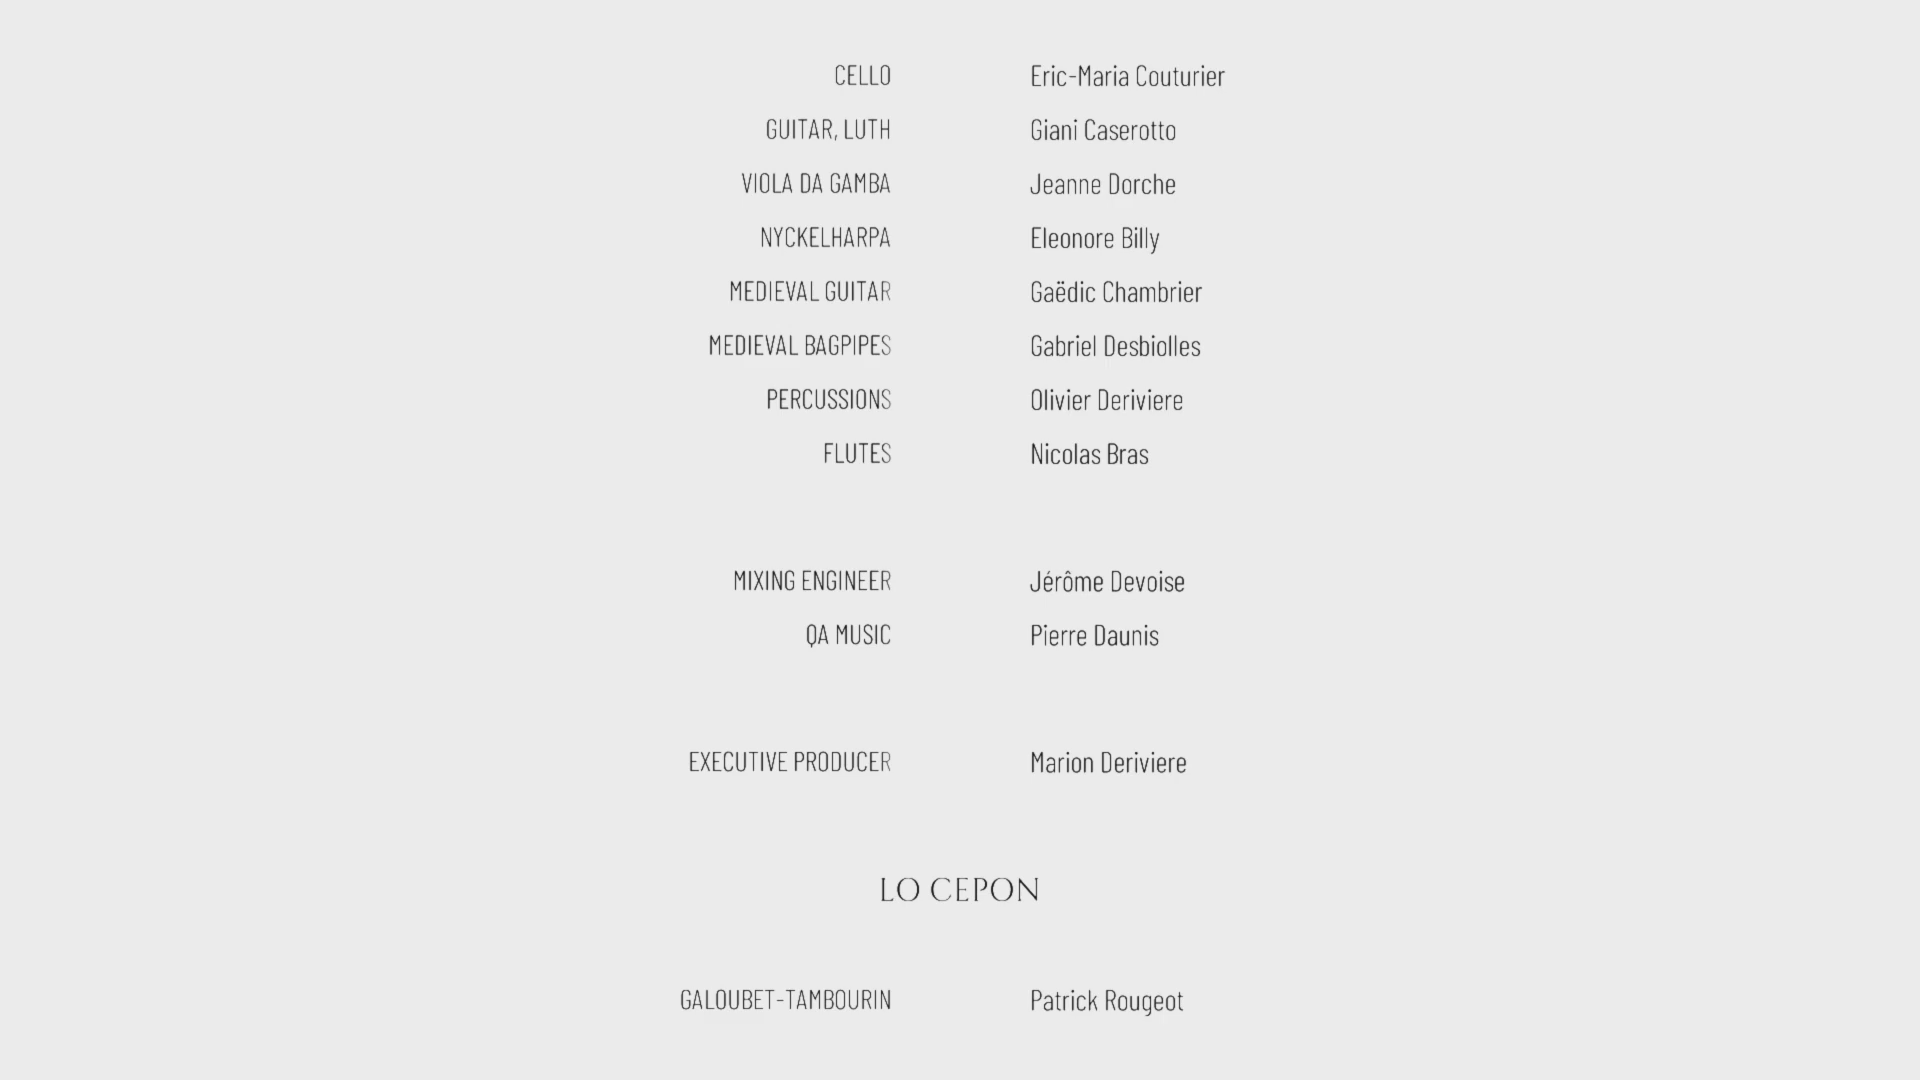 CELLO Eric-Maria Couturier
GUITAR, LUTH Giani Caserotto
VIOLA DA GAMBA Jeanne Dorche
NYCKELHARPA Eleonore Billy
MEDIEVAL GUITAR Gaëdic Chambrier
MEDIEVAL BAGPIPES Gabriel Desbiolles
PERCUSSIONS Olivier Deriviere
FLUTES Nicolas Bras
MIXING ENGINEER Jérôme Devoise
QA MUSIC Pierre Daunis
EXECUTIVE PRODUCER Marion Deriviere
LO CEPON
GALOUBET-TAMBOURIN Patrick Rougeot